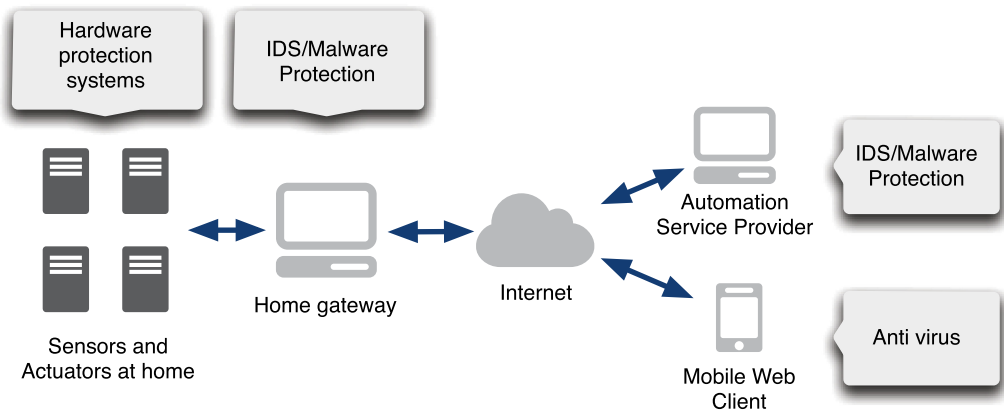 Hardware
protection
systems
IDS/Malware
Protection
IDS/Malware
Protection
Automation
Service Provider
Internet
Home gateway
Anti virus
Sensors and
Actuators at home
Mobile Web
Client